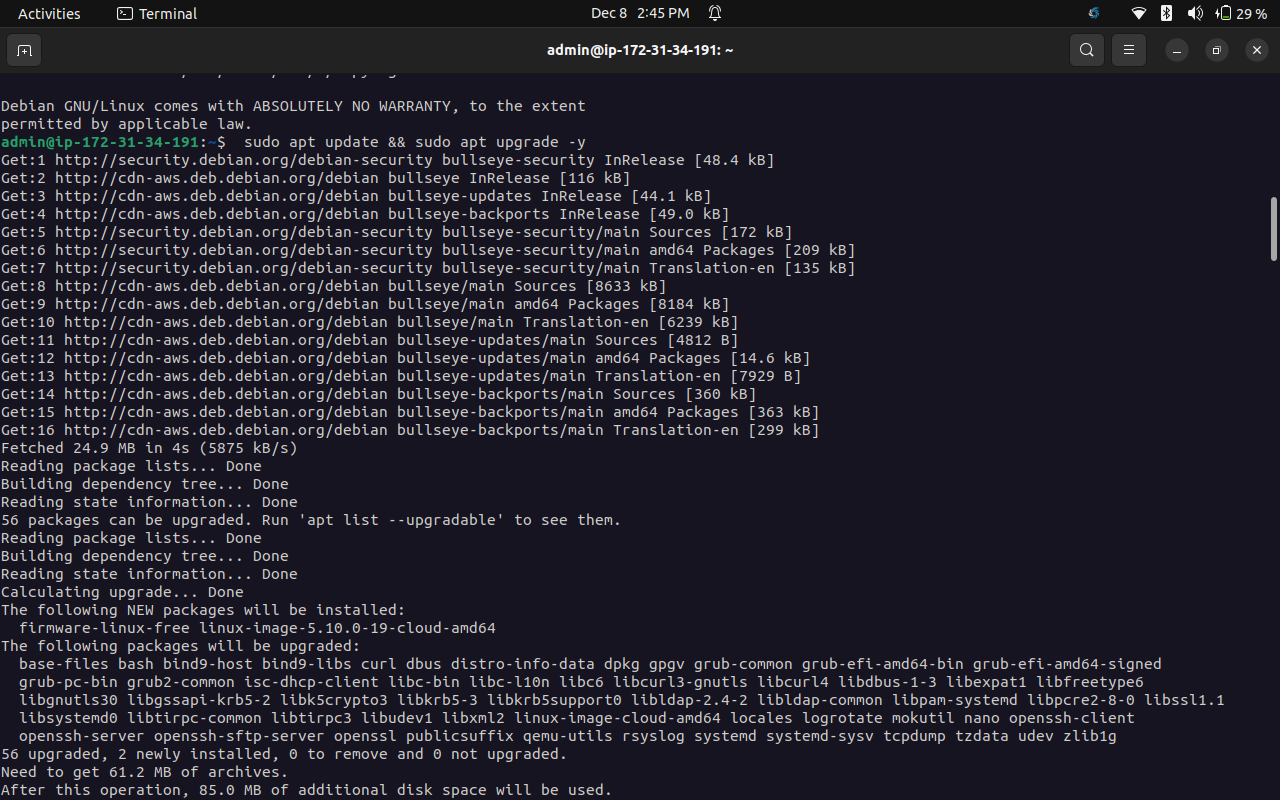 Activities Terminal Dec 8 2:45 PM 29 %
admin@ip-172-31-34-191: ~
Debian GNU/Linux comes with ABSOLUTELY NO WARRANTY, to the extent
permitted by applicable law.
admin@ip-172-31-34-191:~$  sudo apt update && sudo apt upgrade -y
Get:1 http://security.debian.org/debian-security bullseye-security InRelease [48.4 kB]
Get:2 http://cdn-aws.deb.debian.org/debian bullseye InRelease [116 kB]
Get:3 http://cdn-aws.deb.debian.org/debian bullseye-updates InRelease [44.1 kB]
Get:4 http://cdn-aws.deb.debian.org/debian bullseye-backports InRelease [49.0 kB]
Get:5 http://security.debian.org/debian-security bullseye-security/main Sources [172 kB]
Get:6 http://security.debian.org/debian-security bullseye-security/main amd64 Packages [209 kB]
Get:7 http://security.debian.org/debian-security bullseye-security/main Translation-en [135 kB]
Get:8 http://cdn-aws.deb.debian.org/debian bullseye/main Sources [8633 kB]
Get:9 http://cdn-aws.deb.debian.org/debian bullseye/main amd64 Packages [8184 kB]
Get:10 http://cdn-aws.deb.debian.org/debian bullseye/main Translation-en [6239 kB]
Get:11 http://cdn-aws.deb.debian.org/debian bullseye-updates/main Sources [4812 B]
Get:12 http://cdn-aws.deb.debian.org/debian bullseye-updates/main amd64 Packages [14.6 kB]
Get:13 http://cdn-aws.deb.debian.org/debian bullseye-updates/main Translation-en [7929 B]
Get:14 http://cdn-aws.deb.debian.org/debian bullseye-backports/main Sources [360 kB]
Get:15 http://cdn-aws.deb.debian.org/debian bullseye-backports/main amd64 Packages [363 kB]
Get:16 http://cdn-aws.deb.debian.org/debian bullseye-backports/main Translation-en [299 kB]
Fetched 24.9 MB in 4s (5875 kB/s)
Reading package lists... Done
Building dependency tree... Done
Reading state information... Done
56 packages can be upgraded. Run 'apt list --upgradable' to see them.
Reading package lists... Done
Building dependency tree... Done
Reading state information... Done
Calculating upgrade... Done
The following NEW packages will be installed:
  firmware-linux-free linux-image-5.10.0-19-cloud-amd64
The following packages will be upgraded:
  base-files bash bind9-host bind9-libs curl dbus distro-info-data dpkg gpgv grub-common grub-efi-amd64-bin grub-efi-amd64-signed
  grub-pc-bin grub2-common isc-dhcp-client libc-bin libc-l10n libc6 libcurl3-gnutls libcurl4 libdbus-1-3 libexpat1 libfreetype6
  libgnutls30 libgssapi-krb5-2 libk5crypto3 libkrb5-3 libkrb5support0 libldap-2.4-2 libldap-common libpam-systemd libpcre2-8-0 libssl1.1
  libsystemd0 libtirpc-common libtirpc3 libudev1 libxml2 linux-image-cloud-amd64 locales logrotate mokutil nano openssh-client
  openssh-server openssh-sftp-server openssl publicsuffix qemu-utils rsyslog systemd systemd-sysv tcpdump tzdata udev zlib1g
56 upgraded, 2 newly installed, 0 to remove and 0 not upgraded.
Need to get 61.2 MB of archives.
After this operation, 85.0 MB of additional disk space will be used.